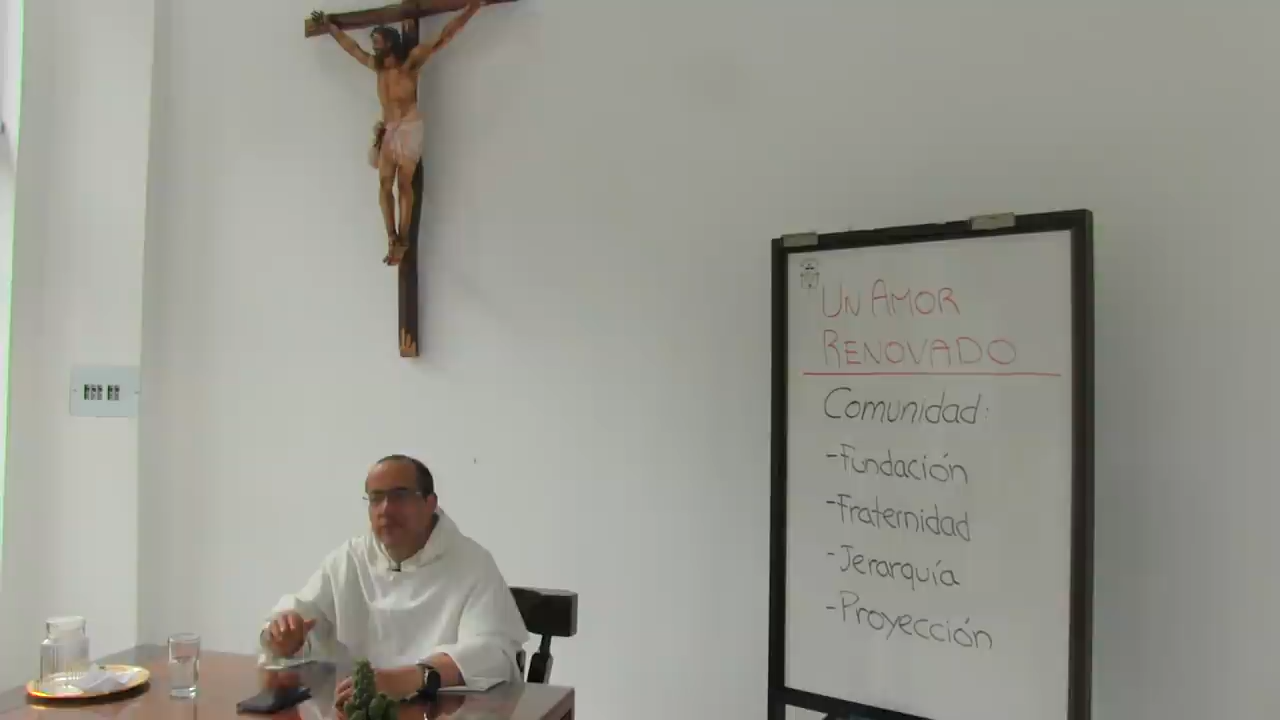 UN AMOR
RENOVADO
Comunidad:
-Fundación
-Fraternidad
-Jerarquía
-Proyección